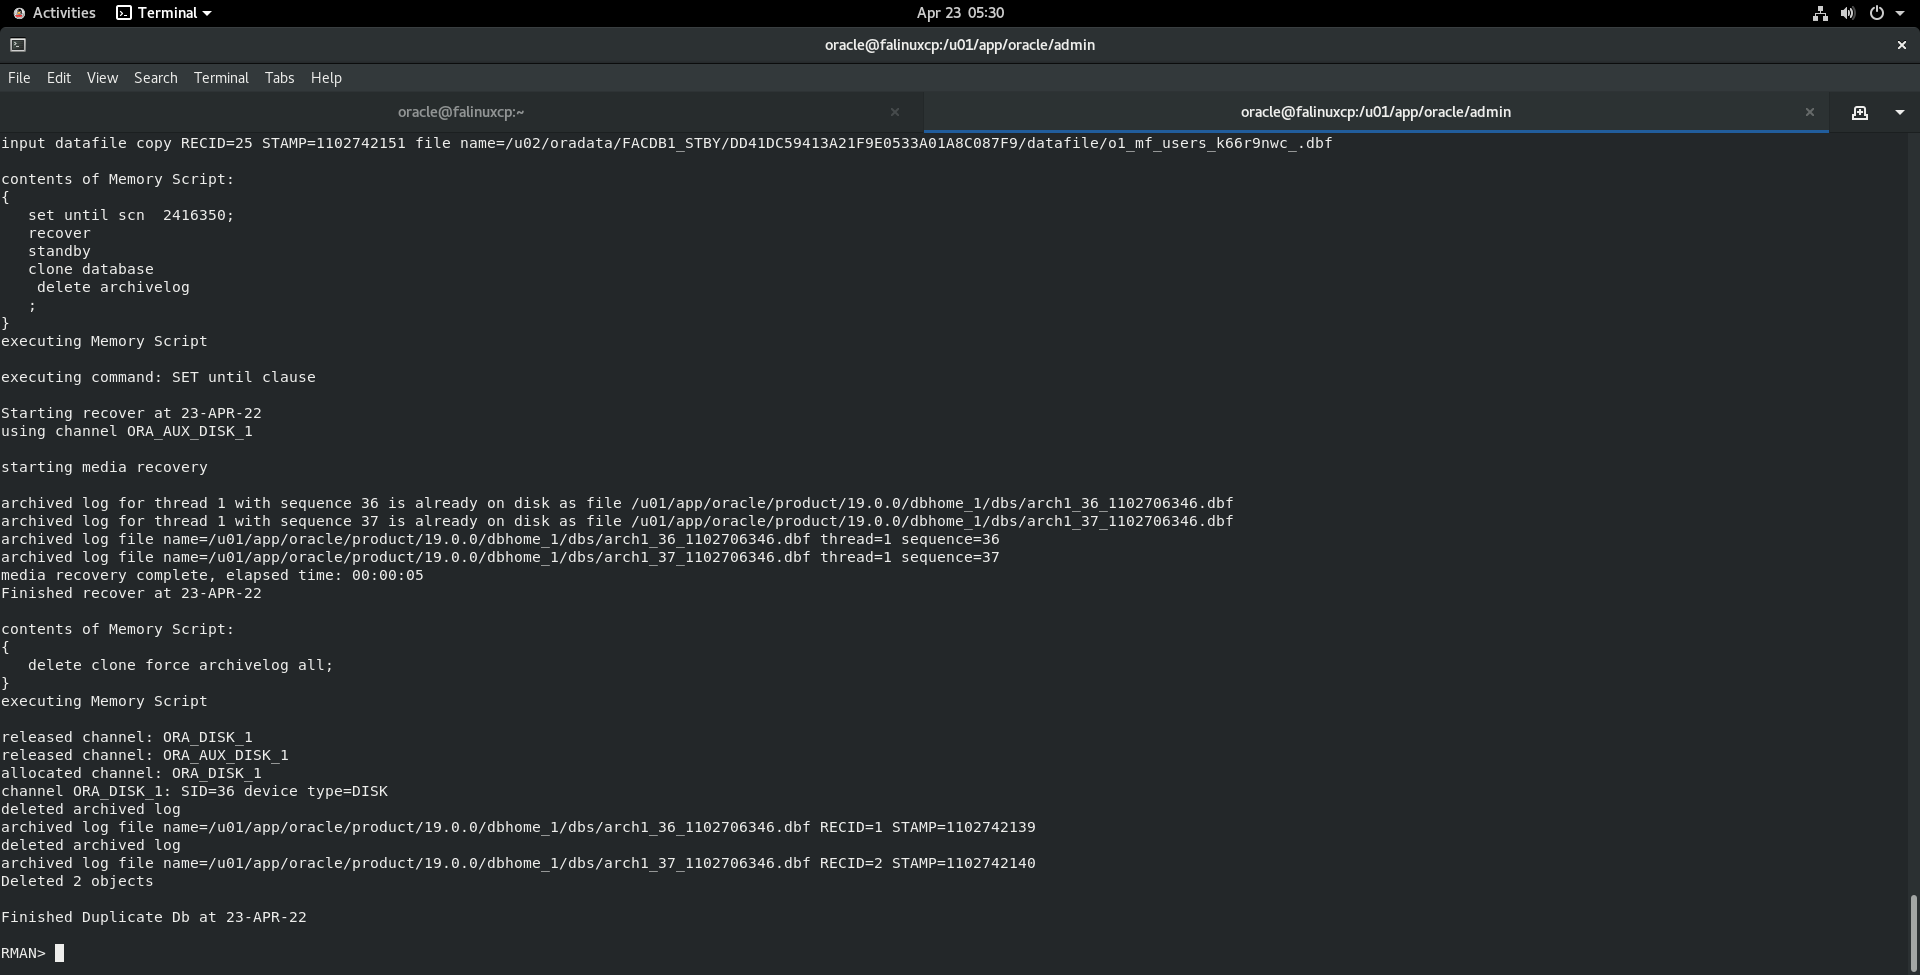 Activities Terminal Apr 23 05:30
oracle@falinuxcp:/u01/app/oracle/admin
File Edit View Search Terminal Tabs Help
oracle@falinuxcp:~ oracle@falinuxcp:/u01/app/oracle/admin
input datafile copy RECID=25 STAMP=1102742151 file name=/u02/oradata/FACDB1_STBY/DD41DC59413A21F9E0533A01A8C087F9/datafile/o1_mf_users_k66r9nwc_.dbf
contents of Memory Script:
{
   set until scn  2416350;
   recover
   standby
   clone database
    delete archivelog
   ;
}
executing Memory Script
executing command: SET until clause
Starting recover at 23-APR-22
using channel ORA_AUX_DISK_1
starting media recovery
archived log for thread 1 with sequence 36 is already on disk as file /u01/app/oracle/product/19.0.0/dbhome_1/dbs/arch1_36_1102706346.dbf
archived log for thread 1 with sequence 37 is already on disk as file /u01/app/oracle/product/19.0.0/dbhome_1/dbs/arch1_37_1102706346.dbf
archived log file name=/u01/app/oracle/product/19.0.0/dbhome_1/dbs/arch1_36_1102706346.dbf thread=1 sequence=36
archived log file name=/u01/app/oracle/product/19.0.0/dbhome_1/dbs/arch1_37_1102706346.dbf thread=1 sequence=37
media recovery complete, elapsed time: 00:00:05
Finished recover at 23-APR-22
contents of Memory Script:
{
   delete clone force archivelog all;
}
executing Memory Script
released channel: ORA_DISK_1
released channel: ORA_AUX_DISK_1
allocated channel: ORA_DISK_1
channel ORA_DISK_1: SID=36 device type=DISK
deleted archived log
archived log file name=/u01/app/oracle/product/19.0.0/dbhome_1/dbs/arch1_36_1102706346.dbf RECID=1 STAMP=1102742139
deleted archived log
archived log file name=/u01/app/oracle/product/19.0.0/dbhome_1/dbs/arch1_37_1102706346.dbf RECID=2 STAMP=1102742140
Deleted 2 objects
Finished Duplicate Db at 23-APR-22
RMAN>